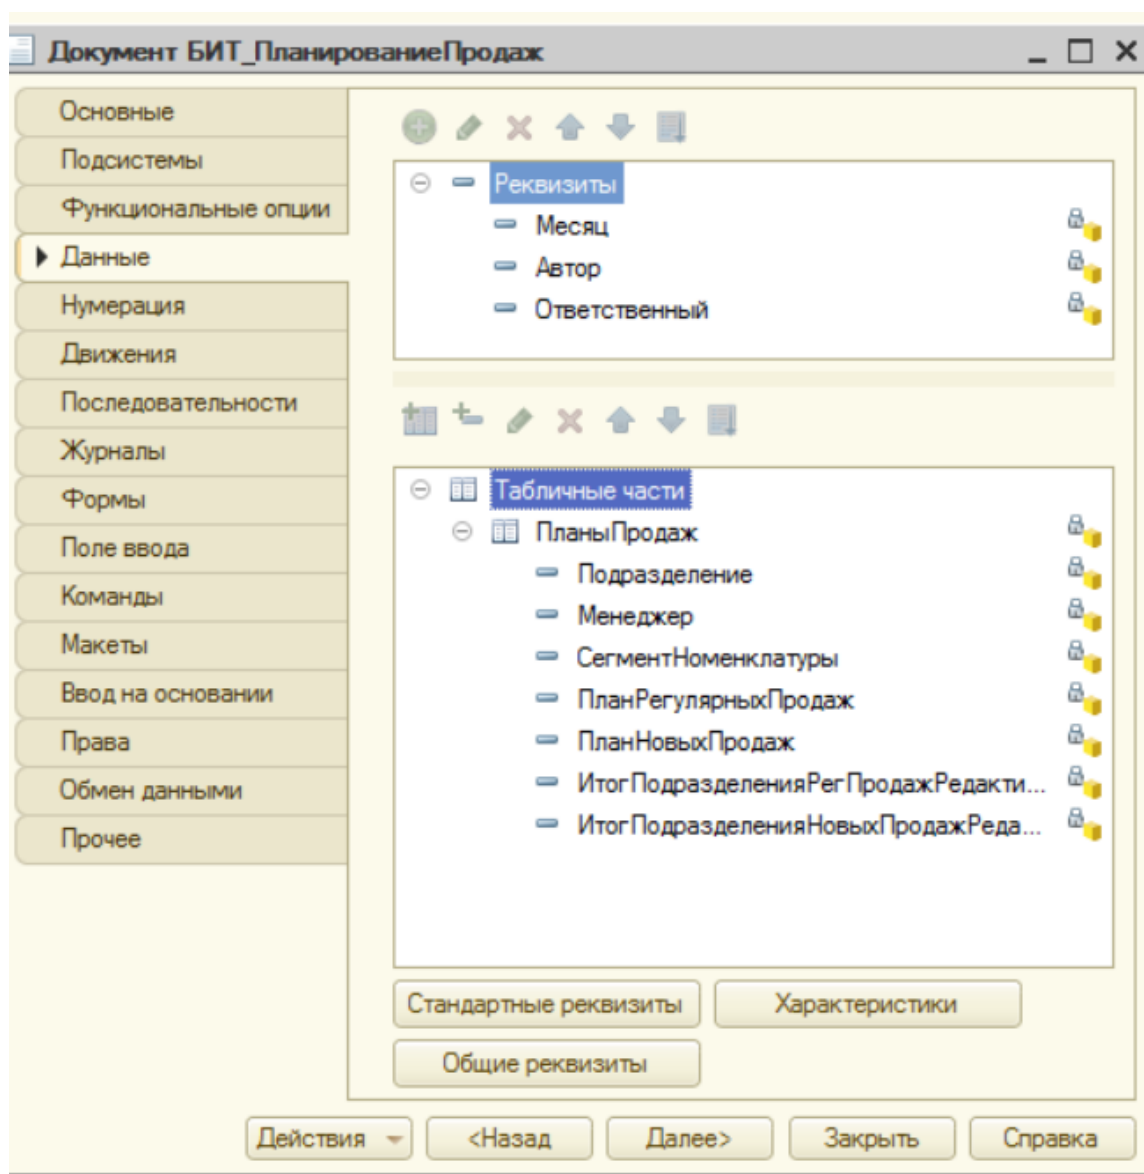 Документ БИТ_ПланированиеПродаж
Основные
Подсистемы
Функциональные опции
Данные
Нумерация
Движения
Последовательности
Журналы
Формы
Поле ввода
Команды
Макеты
Ввод на основании
Права
Обмен данными
Прочее
Реквизиты
Месяц
Автор
Ответственный
Табличные части
ПланыПродаж
Подразделение
Менеджер
СегментНоменклатуры
ПланРегулярныхПродаж
ПланНовыхПродаж
ИтогПодразделенияРегПродажРедакти...
ИтогПодразделенияНовыхПродажРеда...
Стандартные реквизиты
Характеристики
Общие реквизиты
Действия
<Назад
Далее>
Закрыть
Справка